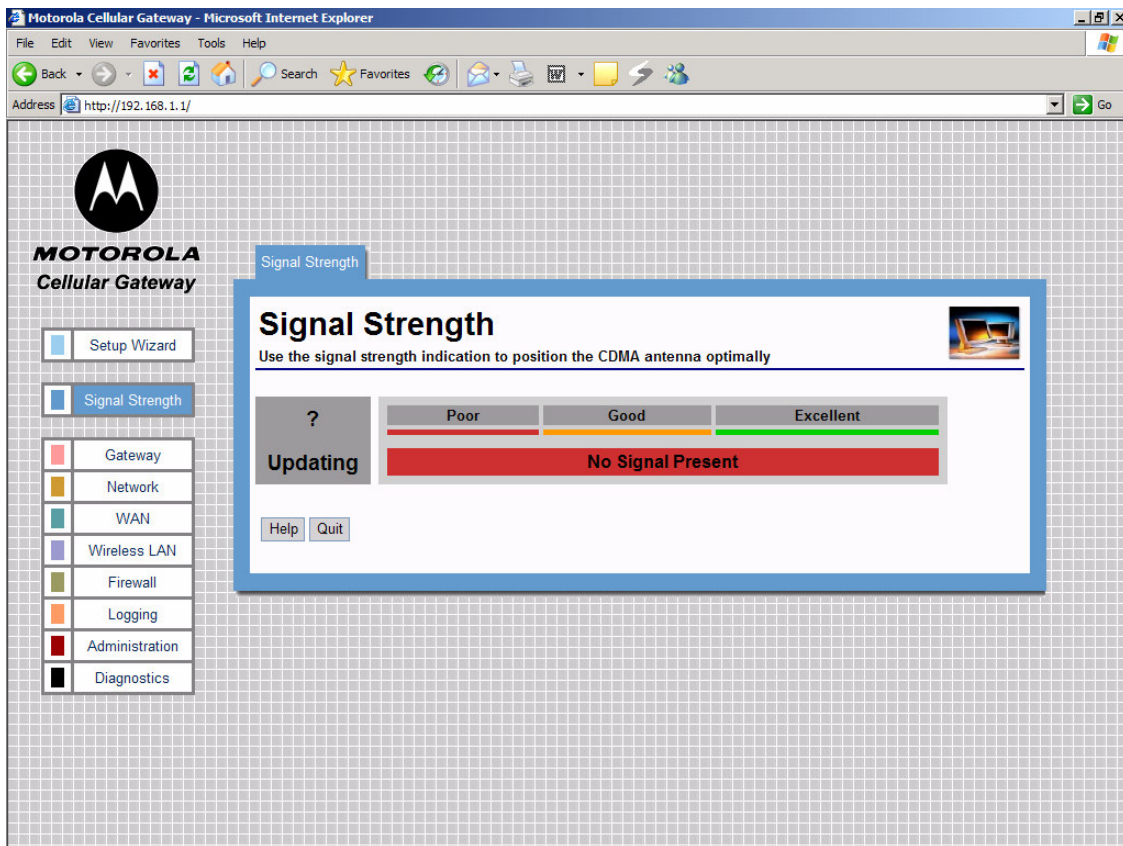 Motorola Cellular Gateway - Microsoft Internet Explorer
File Edit View Favorites Tools Help
Back Search Favorites
Address http://192.168.1.1/ Go
MOTOROLA
Cellular Gateway
Setup Wizard
Signal Strength
Gateway
Network
WAN
Wireless LAN
Firewall
Logging
Administration
Diagnostics
Signal Strength
Signal Strength
Use the signal strength indication to position the CDMA antenna optimally
?
Updating
Poor Good Excellent
No Signal Present
Help Quit